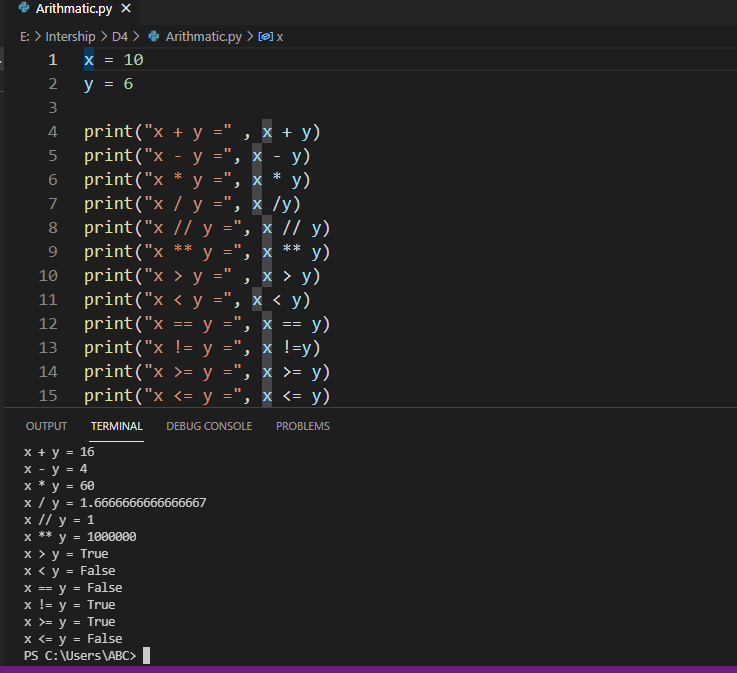 Arithmatic.py ×
E: > Intership > D4 > Arithmatic.py > x
1 x = 10
2 y = 6
3
4 print("x + y =" , x + y)
5 print("x - y =", x - y)
6 print("x * y =", x * y)
7 print("x / y =", x /y)
8 print("x // y =", x // y)
9 print("x ** y =", x ** y)
10 print("x > y =" , x > y)
11 print("x < y =", x < y)
12 print("x == y =", x == y)
13 print("x != y =", x !=y)
14 print("x >= y =", x >= y)
15 print("x <= y =", x <= y)
OUTPUT TERMINAL DEBUG CONSOLE PROBLEMS
x + y = 16
x - y = 4
x * y = 60
x / y = 1.6666666666666667
x // y = 1
x ** y = 1000000
x > y = True
x < y = False
x == y = False
x != y = True
x >= y = True
x <= y = False
PS C:\Users\ABC>